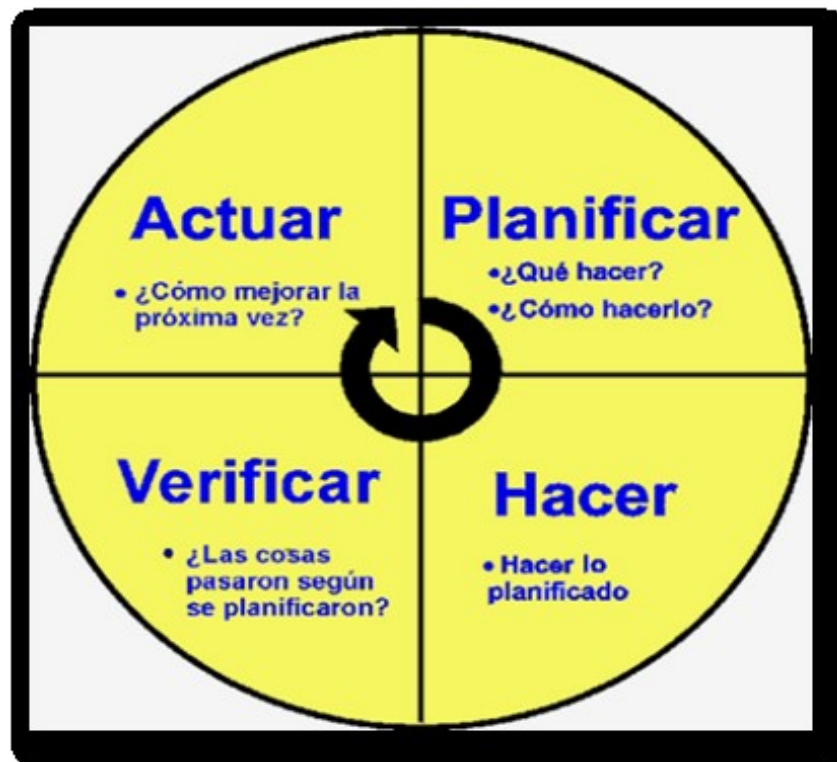 Actuar
• ¿Cómo mejorar la
próxima vez?
Planificar
•¿Qué hacer?
•¿Cómo hacerlo?
Verificar
• ¿Las cosas
pasaron según
se planificaron?
Hacer
• Hacer lo
planificado